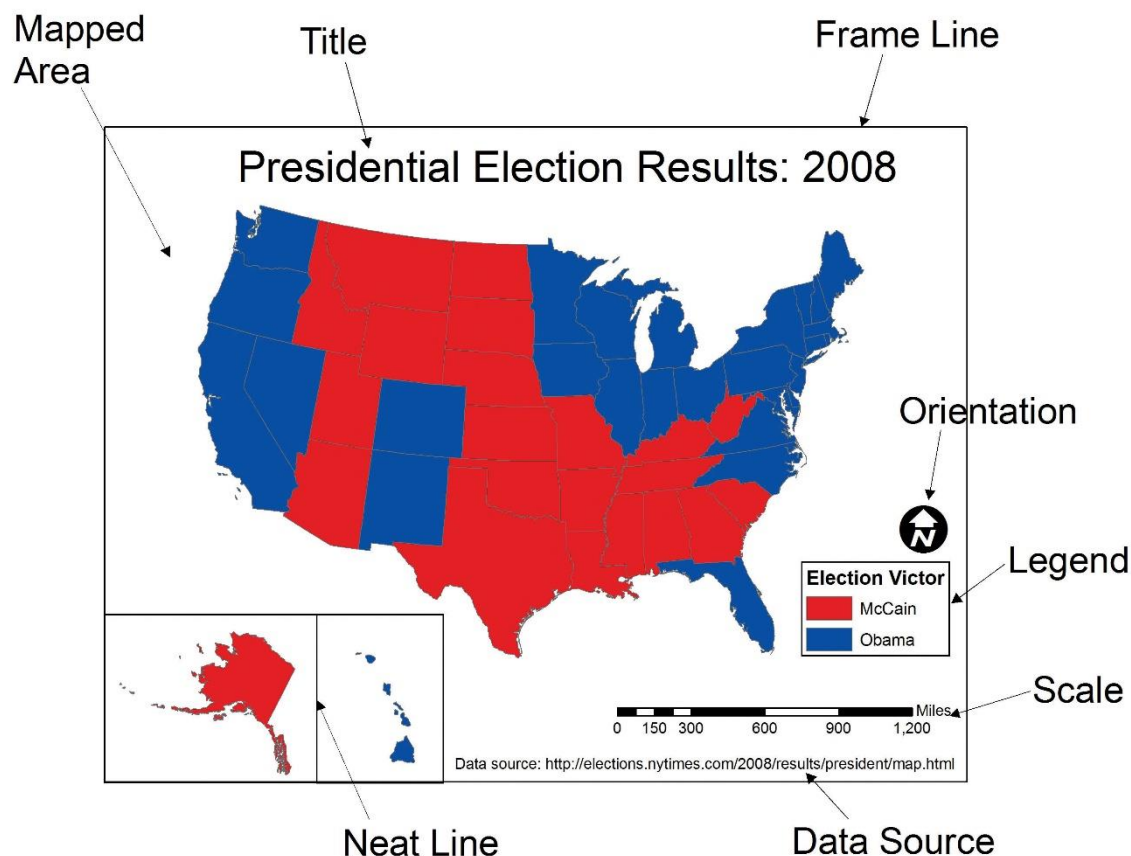 Mapped
Area
Title
Frame Line
Presidential Election Results: 2008
Orientation
N
Legend
Election Victor
McCain
Obama
Scale
Miles
0 150 300 600 900 1,200
Data source: http://elections.nytimes.com/2008/results/president/map.html
Neat Line
Data Source